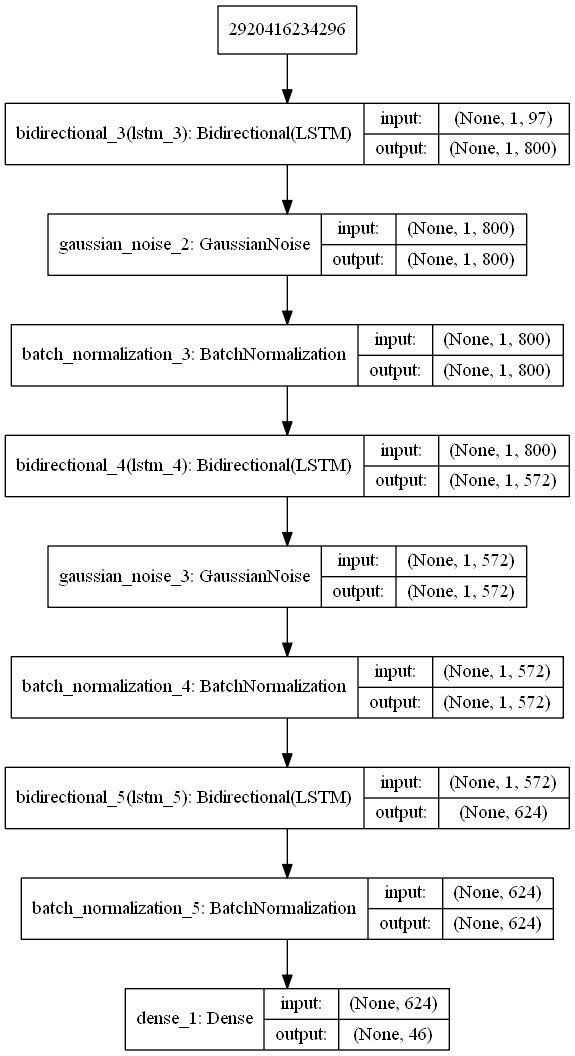 2920416234296
bidirectional_3(lstm_3): Bidirectional(LSTM)
input: (None, 1, 97)
output: (None, 1, 800)
gaussian_noise_2: GaussianNoise
input: (None, 1, 800)
output: (None, 1, 800)
batch_normalization_3: BatchNormalization
input: (None, 1, 800)
output: (None, 1, 800)
bidirectional_4(lstm_4): Bidirectional(LSTM)
input: (None, 1, 800)
output: (None, 1, 572)
gaussian_noise_3: GaussianNoise
input: (None, 1, 572)
output: (None, 1, 572)
batch_normalization_4: BatchNormalization
input: (None, 1, 572)
output: (None, 1, 572)
bidirectional_5(lstm_5): Bidirectional(LSTM)
input: (None, 1, 572)
output: (None, 624)
batch_normalization_5: BatchNormalization
input: (None, 624)
output: (None, 624)
dense_1: Dense
input: (None, 624)
output: (None, 46)